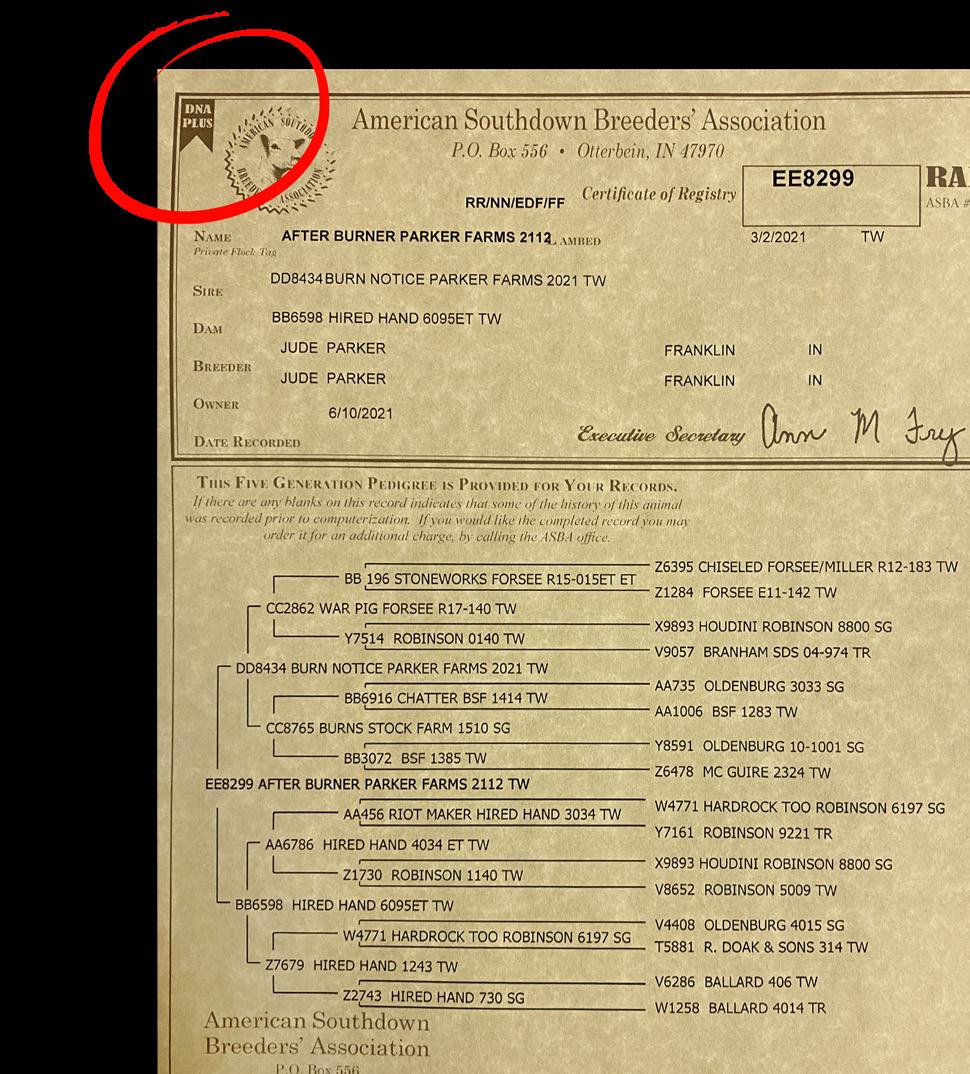 DNA
PLUS
AMERICAN SOUTHDOWN
BREEDERS ASSOCIATION
American Southdown Breeders' Association
P.O. Box 556 • Otterbein, IN 47970
RR/NN/EDF/FF Certificate of Registry EE8299 RA
ASBA #
NAME AFTER BURNER PARKER FARMS 2112 LAMBED 3/2/2021 TW
Private Flock Tag
SIRE DD8434BURN NOTICE PARKER FARMS 2021 TW
DAM BB6598 HIRED HAND 6095ET TW
BREEDER JUDE PARKER FRANKLIN IN
OWNER JUDE PARKER FRANKLIN IN
DATE RECORDED 6/10/2021
Executive Secretary Ann M Fry
THIS FIVE GENERATION PEDIGREE IS PROVIDED FOR YOUR RECORDS.
If there are any blanks on this record indicates that some of the history of this animal
was recorded prior to computerization. If you would like the completed record you may
order it for an additional charge, by calling the ASBA office.
Z6395 CHISELED FORSEE/MILLER R12-183 TW
BB 196 STONEWORKS FORSEE R15-015ET ET
Z1284 FORSEE E11-142 TW
CC2862 WAR PIG FORSEE R17-140 TW
X9893 HOUDINI ROBINSON 8800 SG
Y7514 ROBINSON 0140 TW
V9057 BRANHAM SDS 04-974 TR
DD8434 BURN NOTICE PARKER FARMS 2021 TW
AA735 OLDENBURG 3033 SG
BB6916 CHATTER BSF 1414 TW
AA1006 BSF 1283 TW
CC8765 BURNS STOCK FARM 1510 SG
Y8591 OLDENBURG 10-1001 SG
BB3072 BSF 1385 TW
Z6478 MC GUIRE 2324 TW
EE8299 AFTER BURNER PARKER FARMS 2112 TW
W4771 HARDROCK TOO ROBINSON 6197 SG
AA456 RIOT MAKER HIRED HAND 3034 TW
Y7161 ROBINSON 9221 TR
AA6786 HIRED HAND 4034 ET TW
X9893 HOUDINI ROBINSON 8800 SG
Z1730 ROBINSON 1140 TW
V8652 ROBINSON 5009 TW
BB6598 HIRED HAND 6095ET TW
V4408 OLDENBURG 4015 SG
W4771 HARDROCK TOO ROBINSON 6197 SG
T5881 R. DOAK & SONS 314 TW
Z7679 HIRED HAND 1243 TW
V6286 BALLARD 406 TW
Z2743 HIRED HAND 730 SG
W1258 BALLARD 4014 TR
American Southdown
Breeders' Association
P.O. Box 556